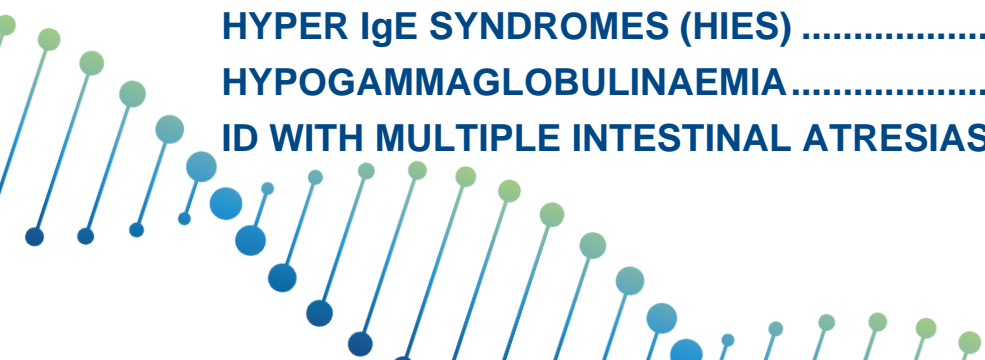 HYPER IgE SYNDROMES (HIES) ..................
HYPOGAMMAGLOBULINAEMIA...................
ID WITH MULTIPLE INTESTINAL ATRESIAS